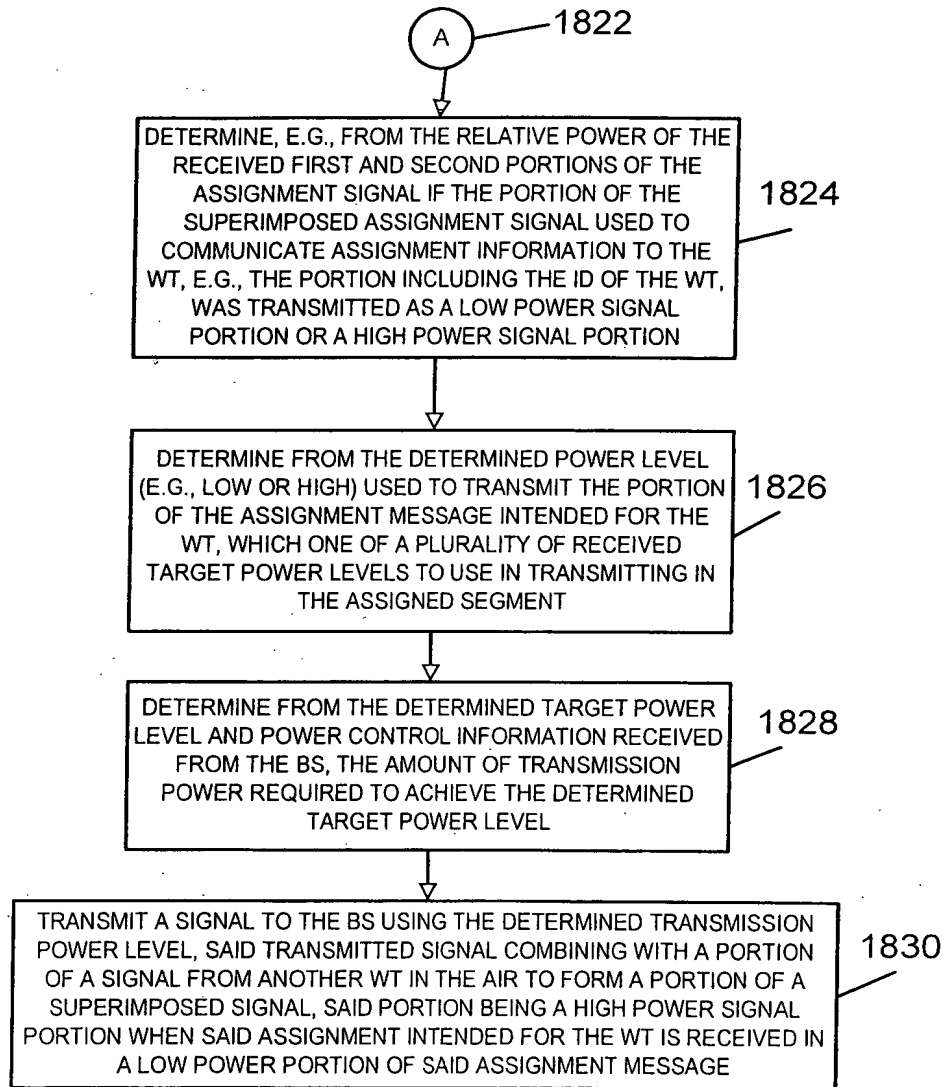 A
1822
DETERMINE, E.G., FROM THE RELATIVE POWER OF THE
RECEIVED FIRST AND SECOND PORTIONS OF THE
ASSIGNMENT SIGNAL IF THE PORTION OF THE
SUPERIMPOSED ASSIGNMENT SIGNAL USED TO
COMMUNICATE ASSIGNMENT INFORMATION TO THE
WT, E.G., THE PORTION INCLUDING THE ID OF THE WT,
WAS TRANSMITTED AS A LOW POWER SIGNAL
PORTION OR A HIGH POWER SIGNAL PORTION
1824
DETERMINE FROM THE DETERMINED POWER LEVEL
(E.G., LOW OR HIGH) USED TO TRANSMIT THE PORTION
OF THE ASSIGNMENT MESSAGE INTENDED FOR THE
WT, WHICH ONE OF A PLURALITY OF RECEIVED
TARGET POWER LEVELS TO USE IN TRANSMITTING IN
THE ASSIGNED SEGMENT
1826
DETERMINE FROM THE DETERMINED TARGET POWER
LEVEL AND POWER CONTROL INFORMATION RECEIVED
FROM THE BS, THE AMOUNT OF TRANSMISSION
POWER REQUIRED TO ACHIEVE THE DETERMINED
TARGET POWER LEVEL
1828
TRANSMIT A SIGNAL TO THE BS USING THE DETERMINED TRANSMISSION
POWER LEVEL, SAID TRANSMITTED SIGNAL COMBINING WITH A PORTION
OF A SIGNAL FROM ANOTHER WT IN THE AIR TO FORM A PORTION OF A
SUPERIMPOSED SIGNAL, SAID PORTION BEING A HIGH POWER SIGNAL
PORTION WHEN SAID ASSIGNMENT INTENDED FOR THE WT IS RECEIVED IN
A LOW POWER PORTION OF SAID ASSIGNMENT MESSAGE
1830